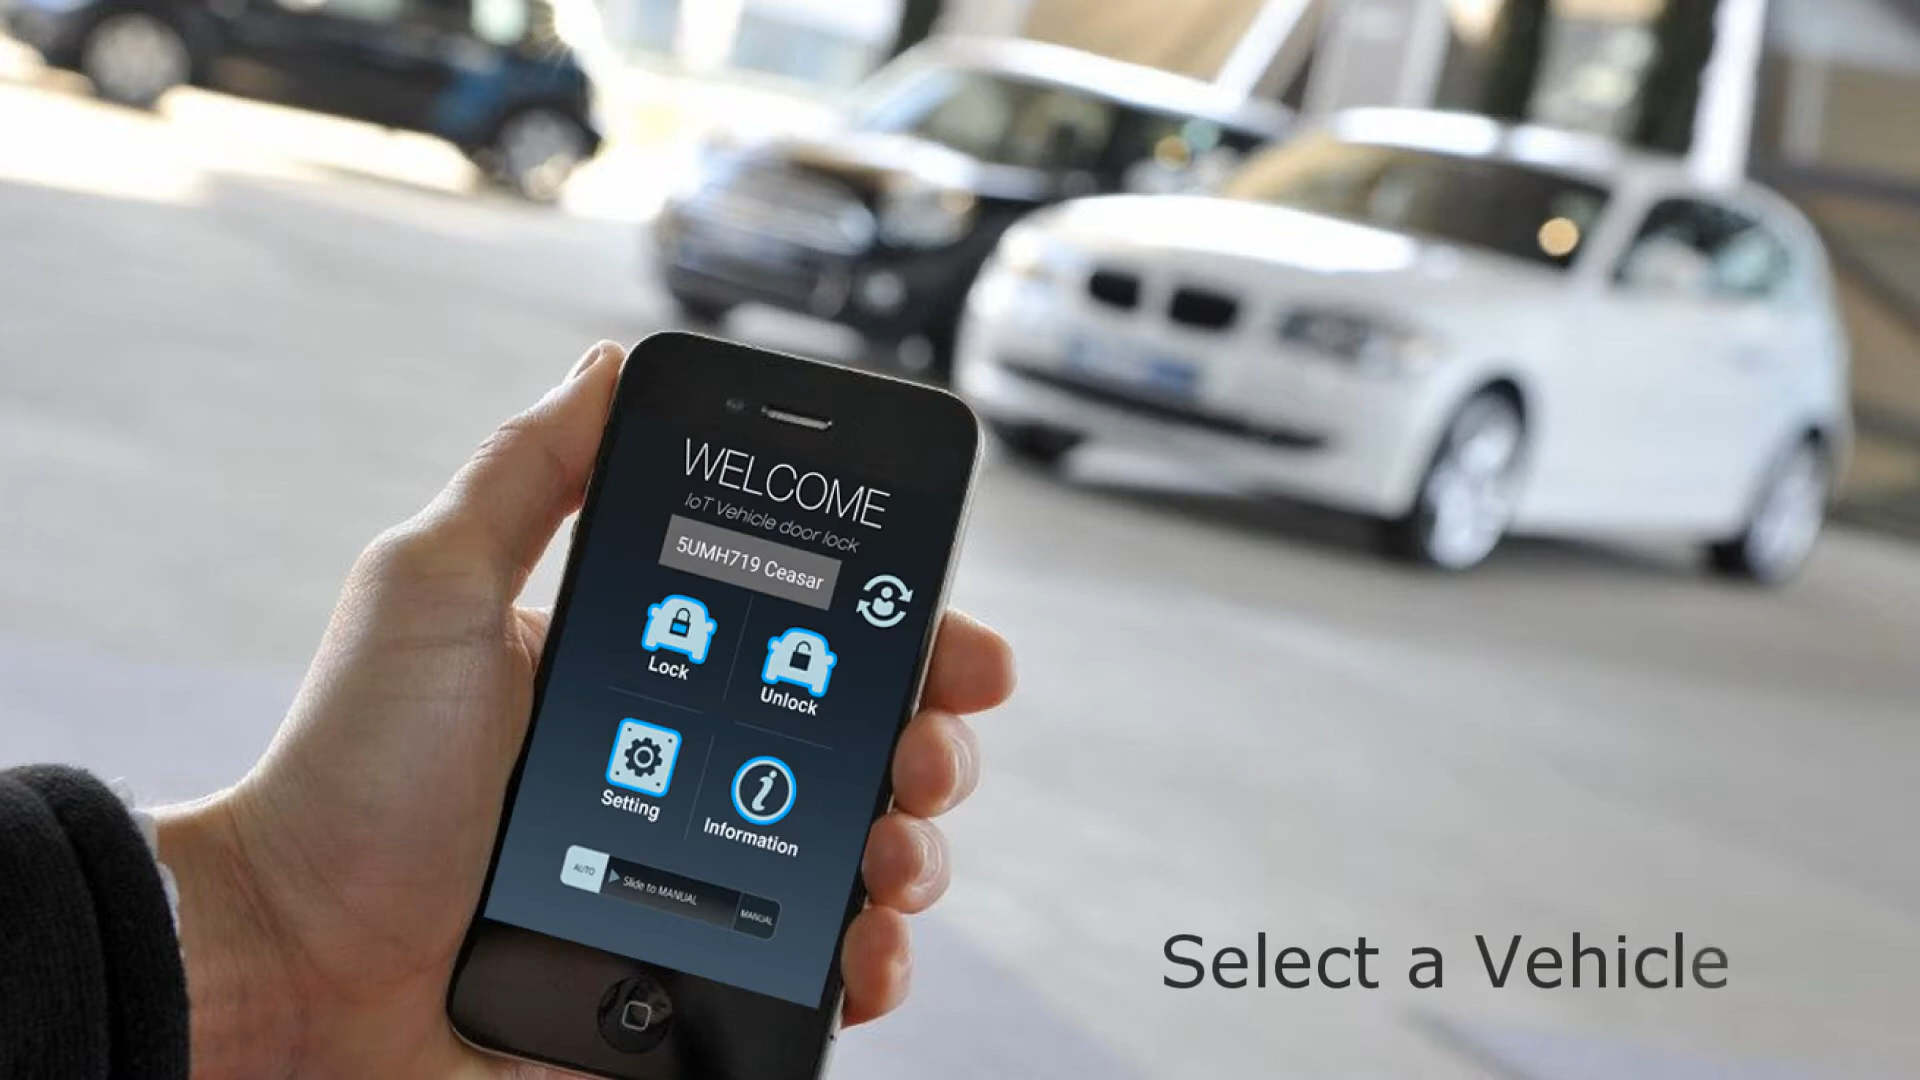 WELCOME
IoT Vehicle door lock
5UMH719 Ceasar
Lock
Unlock
Setting
Information
AUTO
Slide to MANUAL
MANUAL
Select a Vehicle